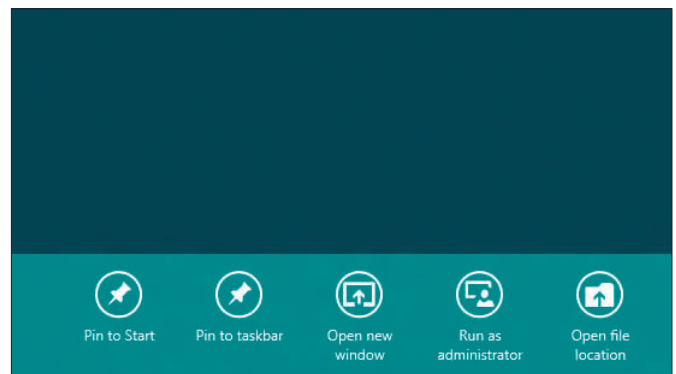 Pin to Start
Pin to taskbar
Open new
window
Run as
administrator
Open file
location